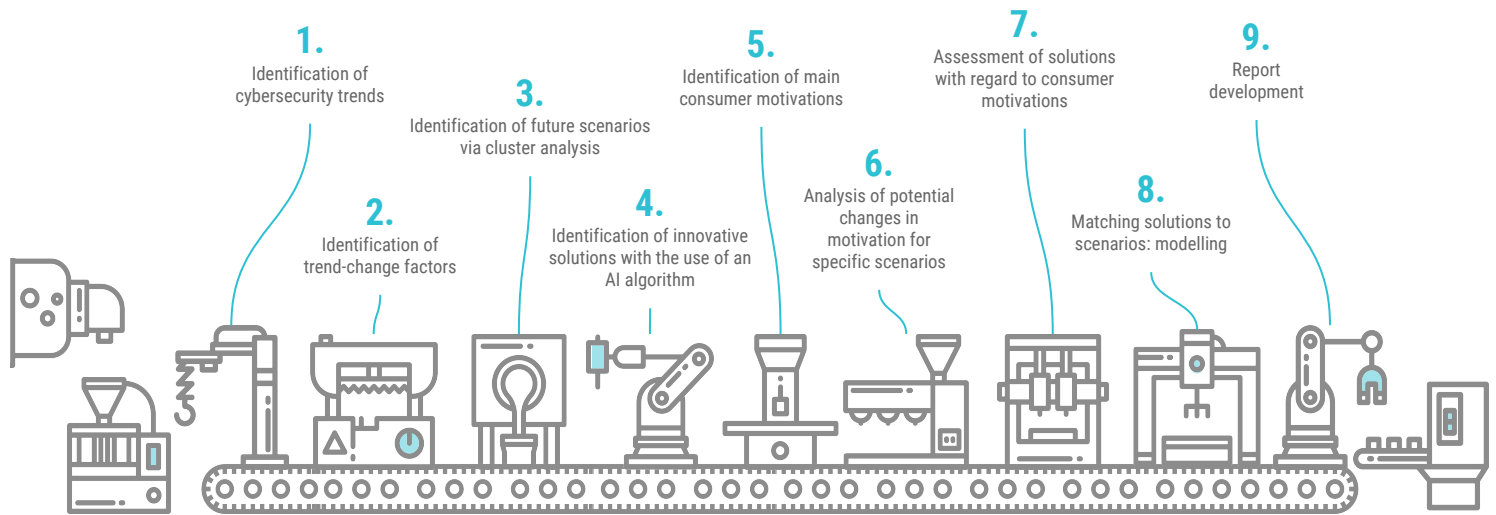 1.
Identification of
cybersecurity trends
2.
Identification of
trend-change factors
3.
Identification of future scenarios
via cluster analysis
4.
Identification of innovative
solutions with the use of an
AI algorithm
5.
Identification of main
consumer motivations
6.
Analysis of potential
changes in
motivation for
specific scenarios
7.
Assessment of solutions
with regard to consumer
motivations
8.
Matching solutions to
scenarios: modelling
9.
Report
development